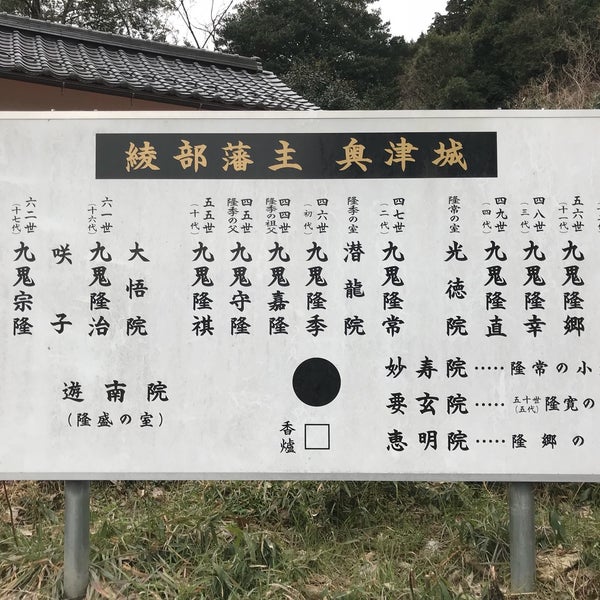 綾部藩主 奥津城
五六世(十一代)九鬼隆郷
四八世(三代)九鬼隆幸
四九世(四代)九鬼隆直
隆常の室 光徳院
四七世(二代)九鬼隆常
隆季の室 潜龍院
四六世(初代)九鬼隆季
四四世 隆季の祖父 九鬼嘉隆
四五世 隆季の父 九鬼守隆
五五世(十代)九鬼隆祺
大悟院
六一世(十六代)九鬼隆治
咲子
六二世(十七代)九鬼宗隆
妙寿院‥‥‥隆常の小
要玄院‥‥‥五十世(五代)隆寛の
恵明院‥‥‥隆郷の
遊南院
(隆盛の室)
香爐